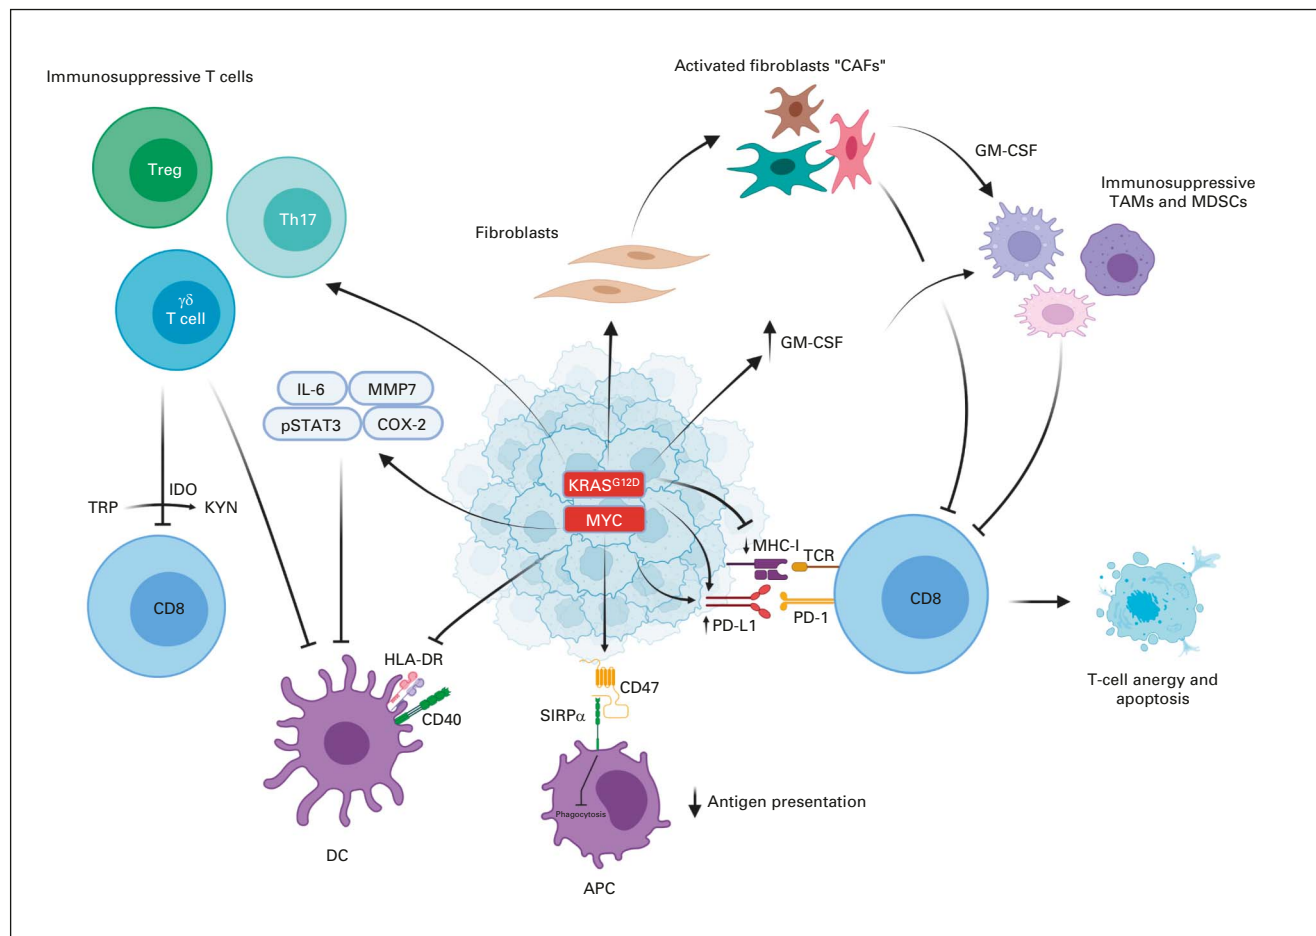 Immunosuppressive T cells
Treg
Th17
γδ
T cell
Activated fibroblasts "CAFs"
GM-CSF
Immunosuppressive
TAMs and MDSCs
Fibroblasts
GM-CSF
IL-6
MMP7
pSTAT3
COX-2
KRASG12D
MYC
TRP
IDO
KYN
CD8
MHC-I
TCR
PD-L1
PD-1
CD8
T-cell anergy and
apoptosis
HLA-DR
CD40
DC
CD47
SIRPα
Phagocytosis
APC
Antigen presentation